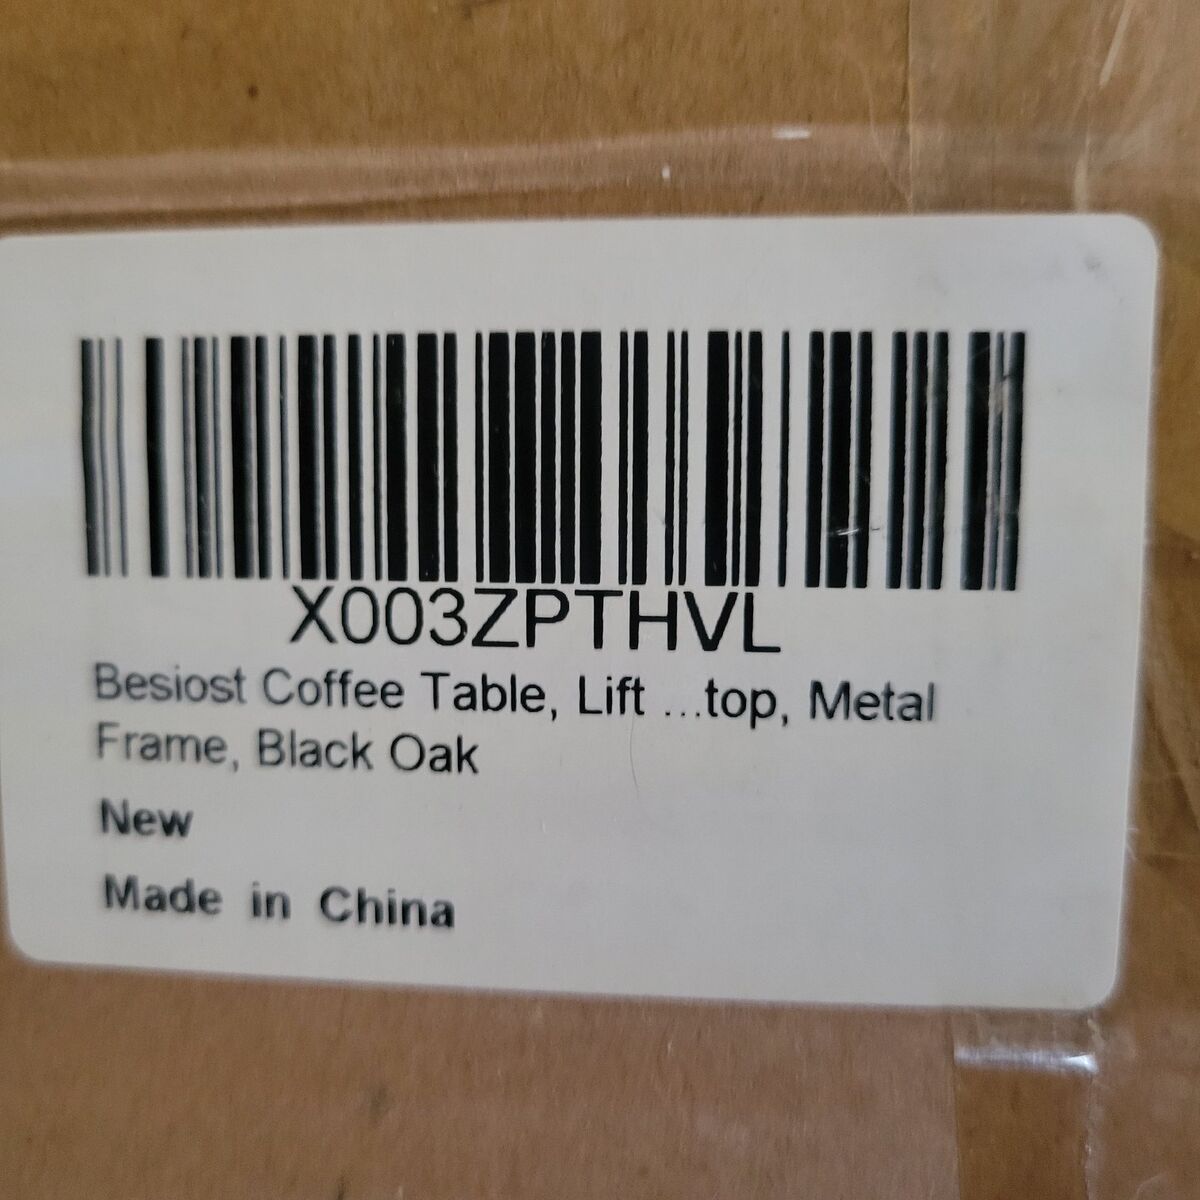 X003ZPTHVL
Besiost Coffee Table, Lift ...top, Metal
Frame, Black Oak
New
Made in China